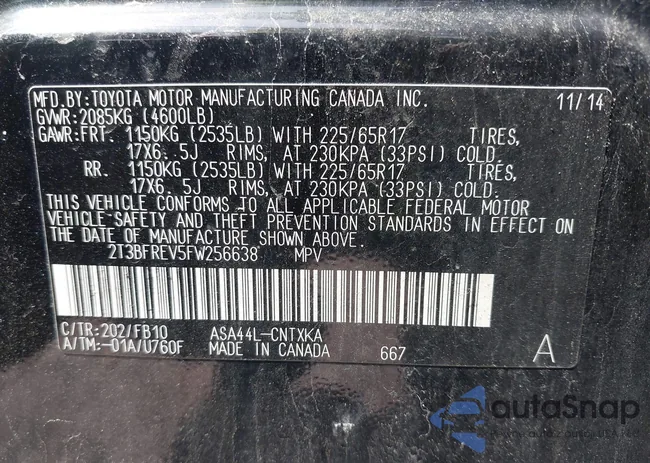 MFD.BY:TOYOTA MOTOR MANUFACTURING CANADA INC. 11/14
GVWR:2085KG (4600LB)
GAWR:FRT. 1150KG (2535LB) WITH 225/65R17 TIRES,
17X6.5J RIMS, AT 230KPA (33PSI) COLD.
RR. 1150KG (2535LB) WITH 225/65R17 TIRES,
17X6.5J RIMS, AT 230KPA (33PSI) COLD.
THIS VEHICLE CONFORMS TO ALL APPLICABLE FEDERAL MOTOR
VEHICLE SAFETY AND THEFT PREVENTION STANDARDS IN EFFECT ON
THE DATE OF MANUFACTURE SHOWN ABOVE.
2T3BFREV5FW256638 MPV
C/TR:202/FB10 ASA44L-CNTXKA
A/TM:-01A/U760F MADE IN CANADA 667 A
autaSnap